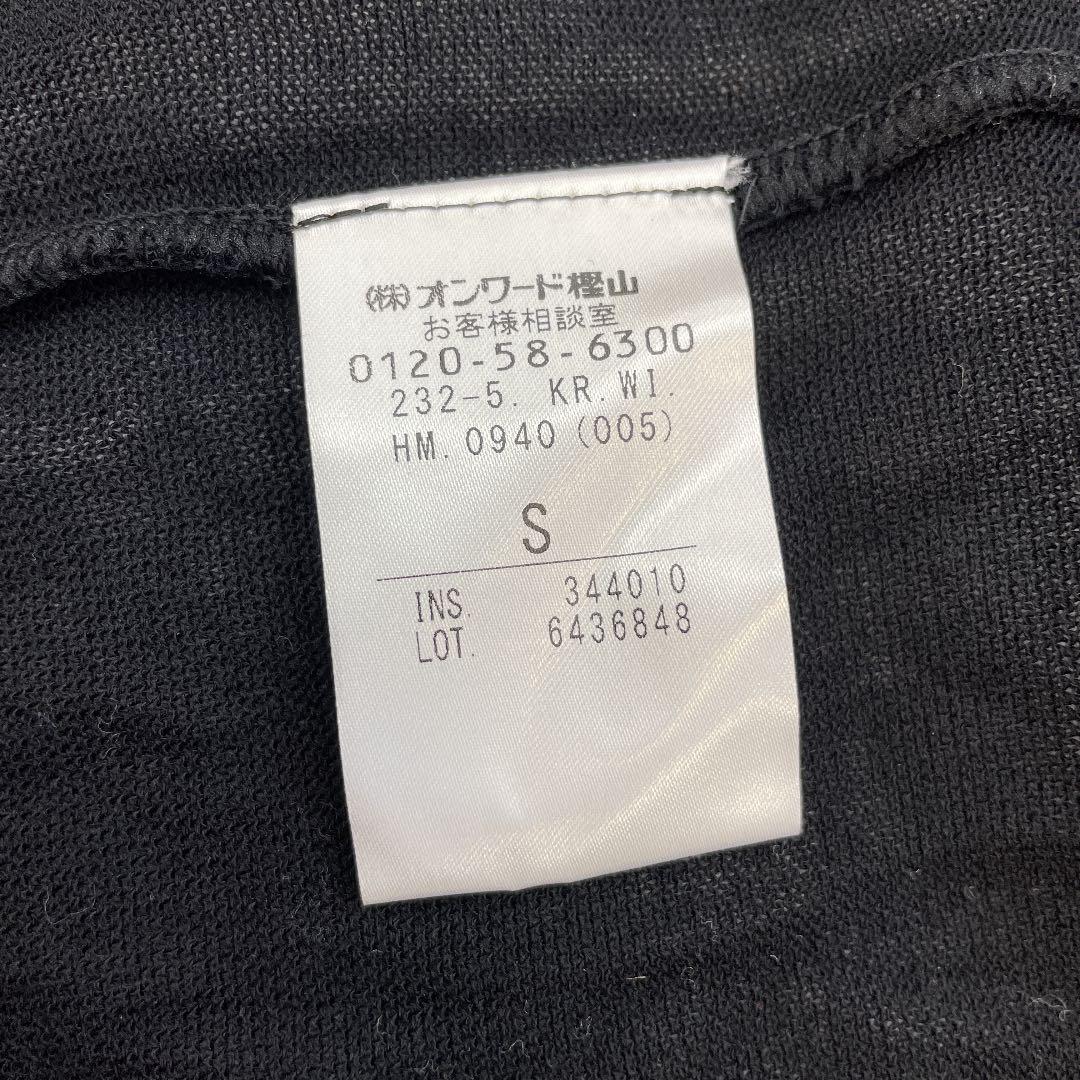 (株)オンワード樫山
お客様相談室
0120-58-6300
232-5. KR.WI.
HM.0940(005)
S
INS. 344010
LOT. 6436848